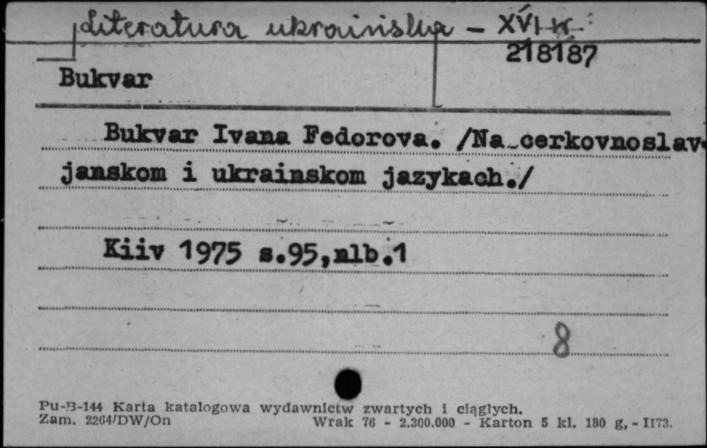 Literatura ukraińska - XVI w.
218187
Bukvar
Bukvar Ivana Fedorova. /Na cerkovnoslav-
janskom i ukrainskom jazykach./
Kiiv 1975 s.95,nlb.1
8
Pu-B-144 Karta katalogowa wydawnictw zwartych i ciągłych.
Zam. 2264/DW/On Wrak 76 - 2.300.000 - Karton 5 kl. 180 g, - II73.